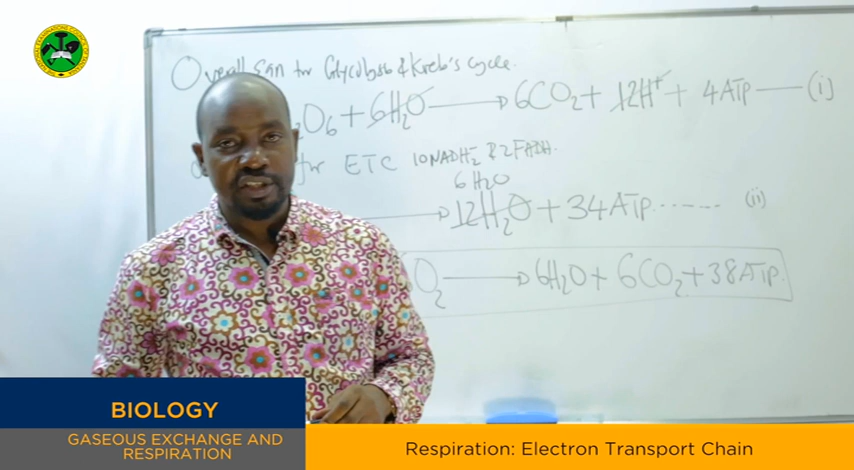 Overall Eqn for Glycolysis & Kreb's cycle.
O₆ + 6H₂O → 6CO₂ + 12H⁺ + 4ATP — (i)
for ETC 10NADH₂ & 2FADH₂
6H₂O
→ 12H₂O + 34ATP ...... (ii)
O₂ → 6H₂O + 6CO₂ + 38ATP.
BIOLOGY
GASEOUS EXCHANGE AND
RESPIRATION
Respiration: Electron Transport Chain